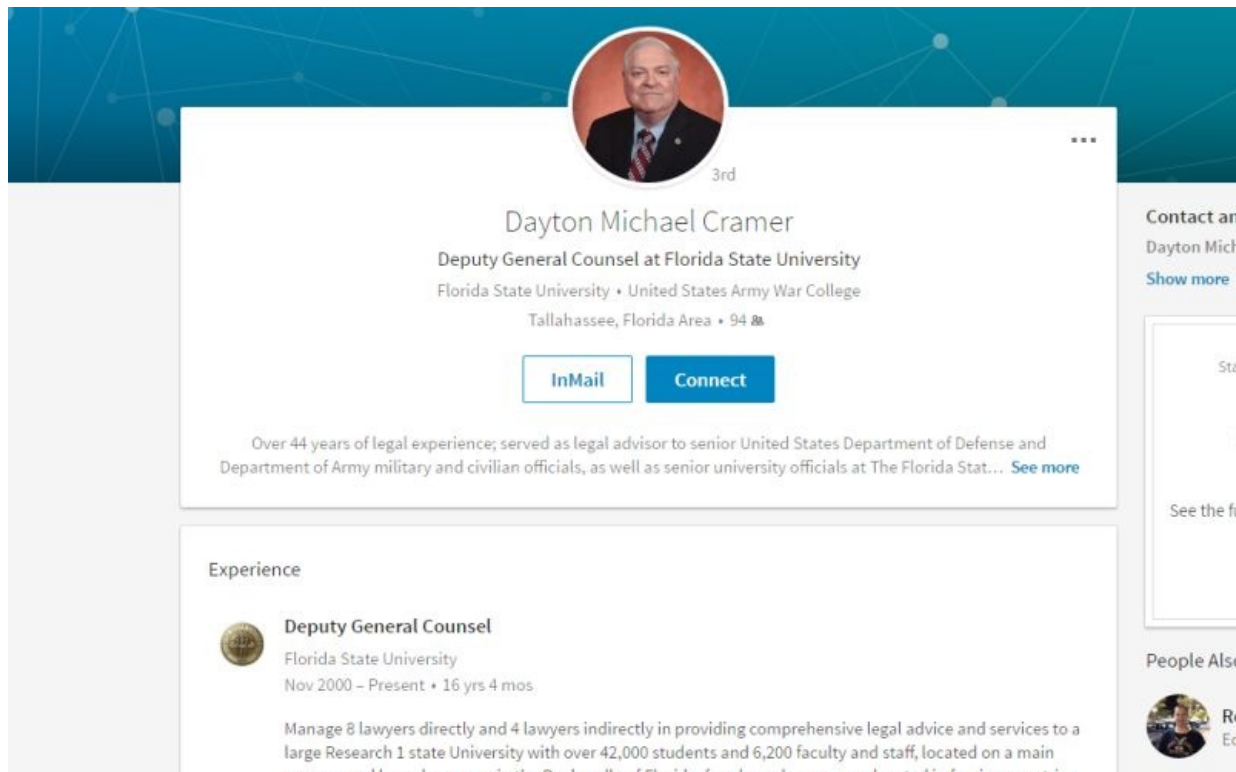 3rd
Dayton Michael Cramer
Deputy General Counsel at Florida State University
Florida State University • United States Army War College
Tallahassee, Florida Area • 94
InMail
Connect
Over 44 years of legal experience; served as legal advisor to senior United States Department of Defense and
Department of Army military and civilian officials, as well as senior university officials at The Florida Stat... See more
Experience
Deputy General Counsel
Florida State University
Nov 2000 – Present • 16 yrs 4 mos
Manage 8 lawyers directly and 4 lawyers indirectly in providing comprehensive legal advice and services to a
large Research 1 state University with over 42,000 students and 6,200 faculty and staff, located on a main
Contact
Dayton
Show more
See the
People